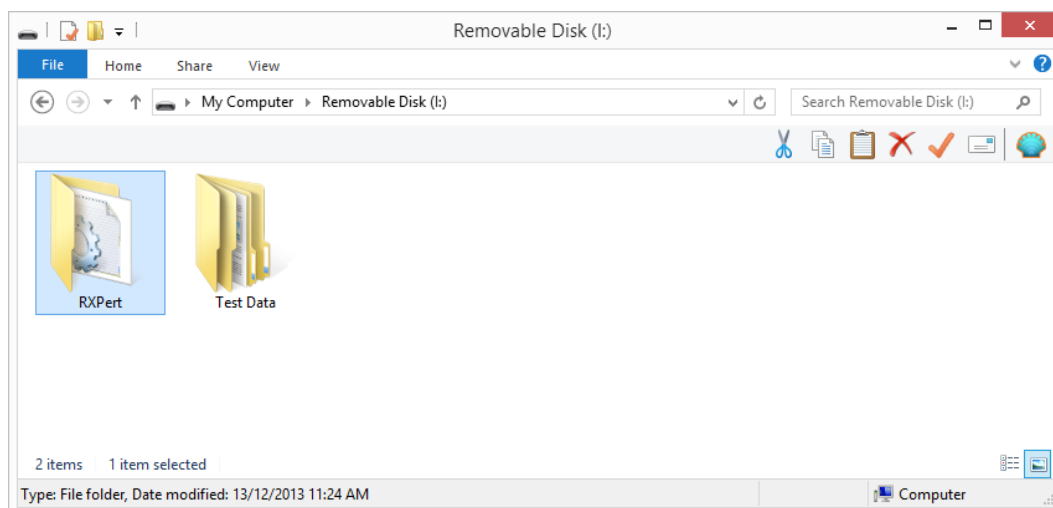 Removable Disk (I:)
File Home Share View
My Computer Removable Disk (I:) Search Removable Disk (I:)
RXPert Test Data
2 items 1 item selected
Type: File folder, Date modified: 13/12/2013 11:24 AM Computer